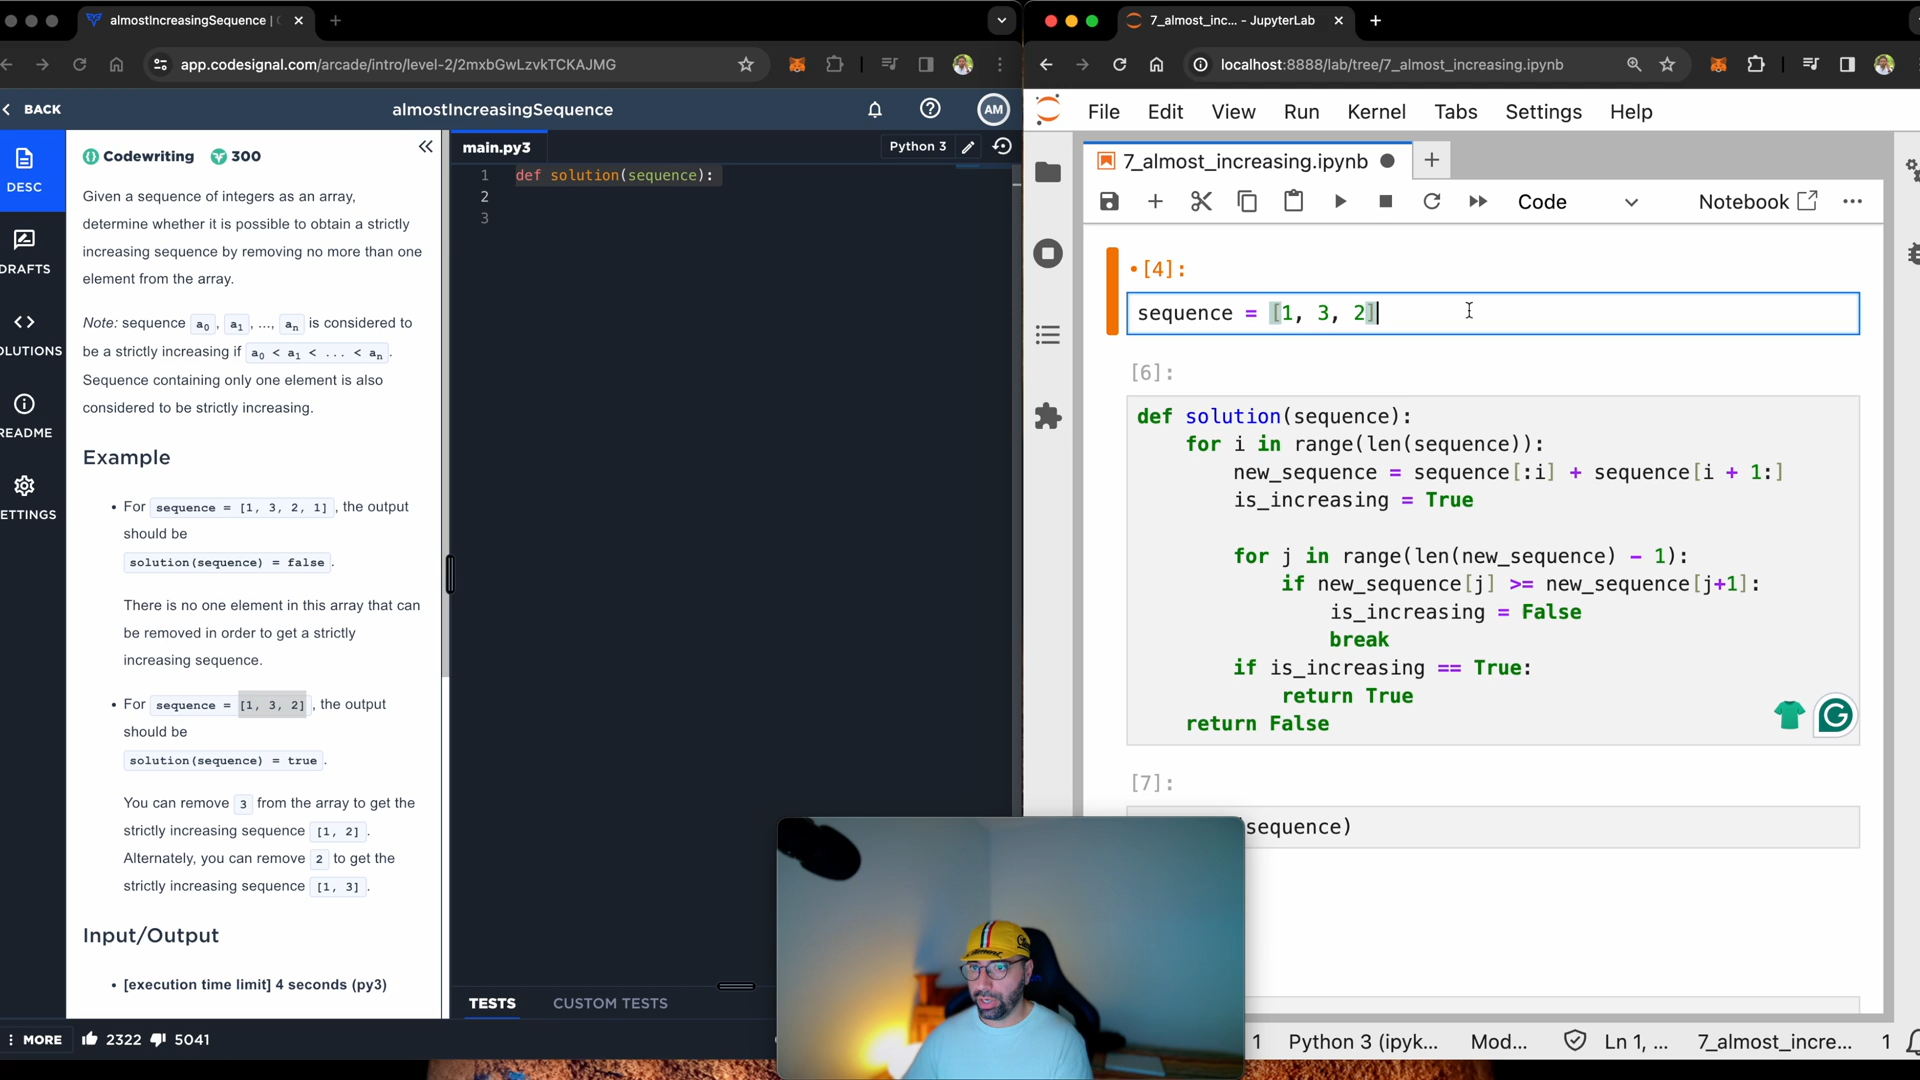 almostIncreasingSequence |
app.codesignal.com/arcade/intro/level-2/2mxbGwLzvkTCKAJMG
BACK
almostIncreasingSequence
AM
DESC
DRAFTS
OLUTIONS
README
ETTINGS
Codewriting 300
Given a sequence of integers as an array,
determine whether it is possible to obtain a strictly
increasing sequence by removing no more than one
element from the array.
Note: sequence a0, a1, ..., an is considered to
be a strictly increasing if a0 < a1 < ... < an.
Sequence containing only one element is also
considered to be strictly increasing.
Example
• For sequence = [1, 3, 2, 1], the output
should be
solution(sequence) = false.
There is no one element in this array that can
be removed in order to get a strictly
increasing sequence.
• For sequence = [1, 3, 2], the output
should be
solution(sequence) = true.
You can remove 3 from the array to get the
strictly increasing sequence [1, 2].
Alternately, you can remove 2 to get the
strictly increasing sequence [1, 3].
Input/Output
• [execution time limit] 4 seconds (py3)
MORE 2322 5041
main.py3
Python 3
1 def solution(sequence):
2
3
TESTS CUSTOM TESTS
7_almost_inc... - JupyterLab
localhost:8888/lab/tree/7_almost_increasing.ipynb
File Edit View Run Kernel Tabs Settings Help
7_almost_increasing.ipynb
Code
Notebook
• [4]:
sequence = [1, 3, 2]
[6]:
def solution(sequence):
    for i in range(len(sequence)):
        new_sequence = sequence[:i] + sequence[i + 1:]
        is_increasing = True
        for j in range(len(new_sequence) - 1):
            if new_sequence[j] >= new_sequence[j+1]:
                is_increasing = False
                break
        if is_increasing == True:
            return True
    return False
[7]:
sequence)
1 Python 3 (ipyk... Mod... Ln 1, ... 7_almost_incre... 1